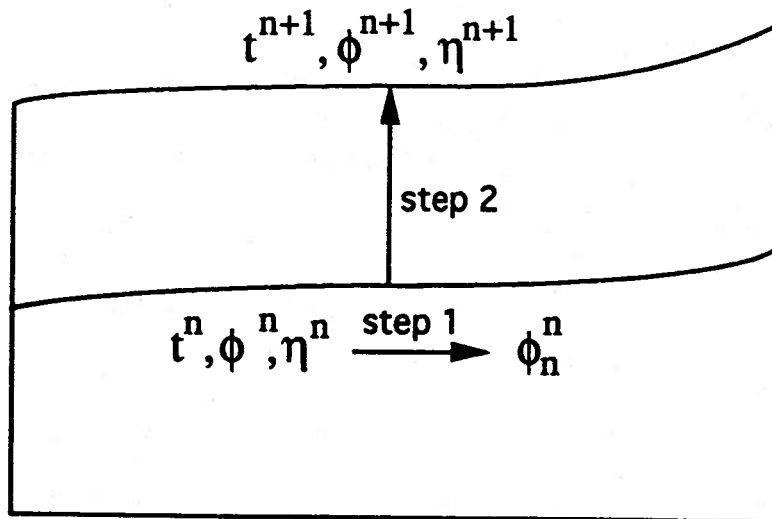 t^{n+1}, ϕ^{n+1}, η^{n+1}
step 2
step 1
t^n, ϕ^n, η^n ϕ_n^n